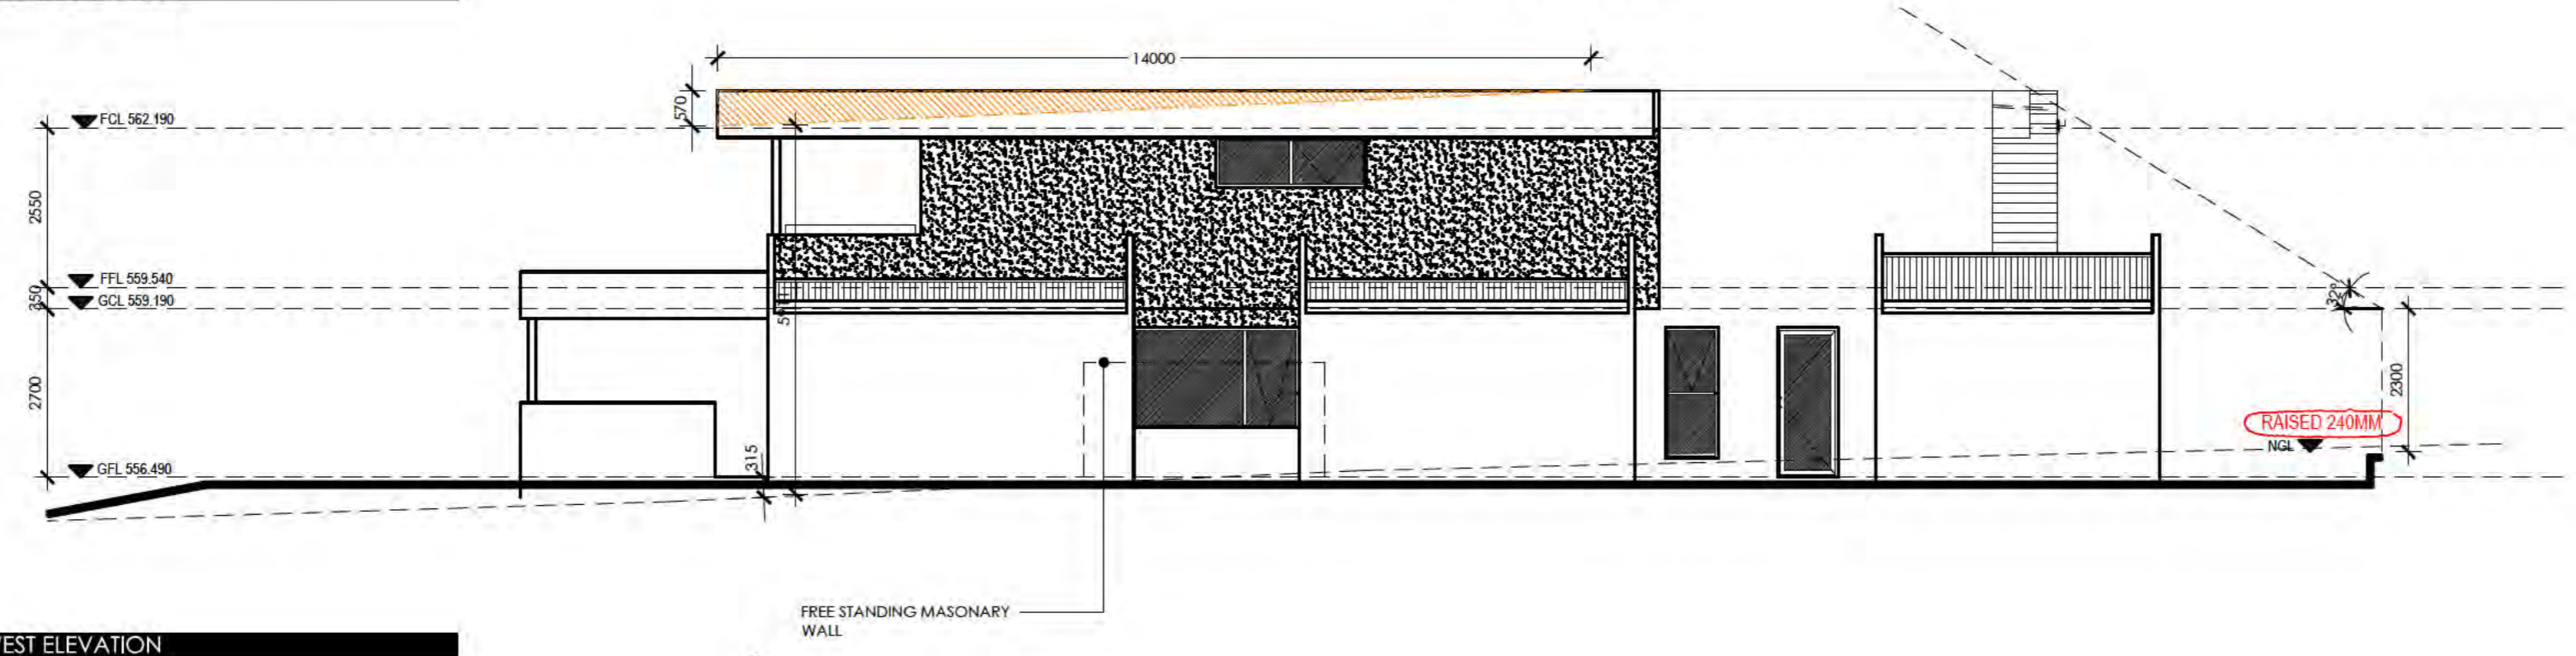 14000
570
FCL 562.190
2550
FFL 559.540
350
GCL 559.190
32°
2700
2300
RAISED 240MM
NGL
315
GFL 556.490
FREE STANDING MASONARY
WALL
EST ELEVATION